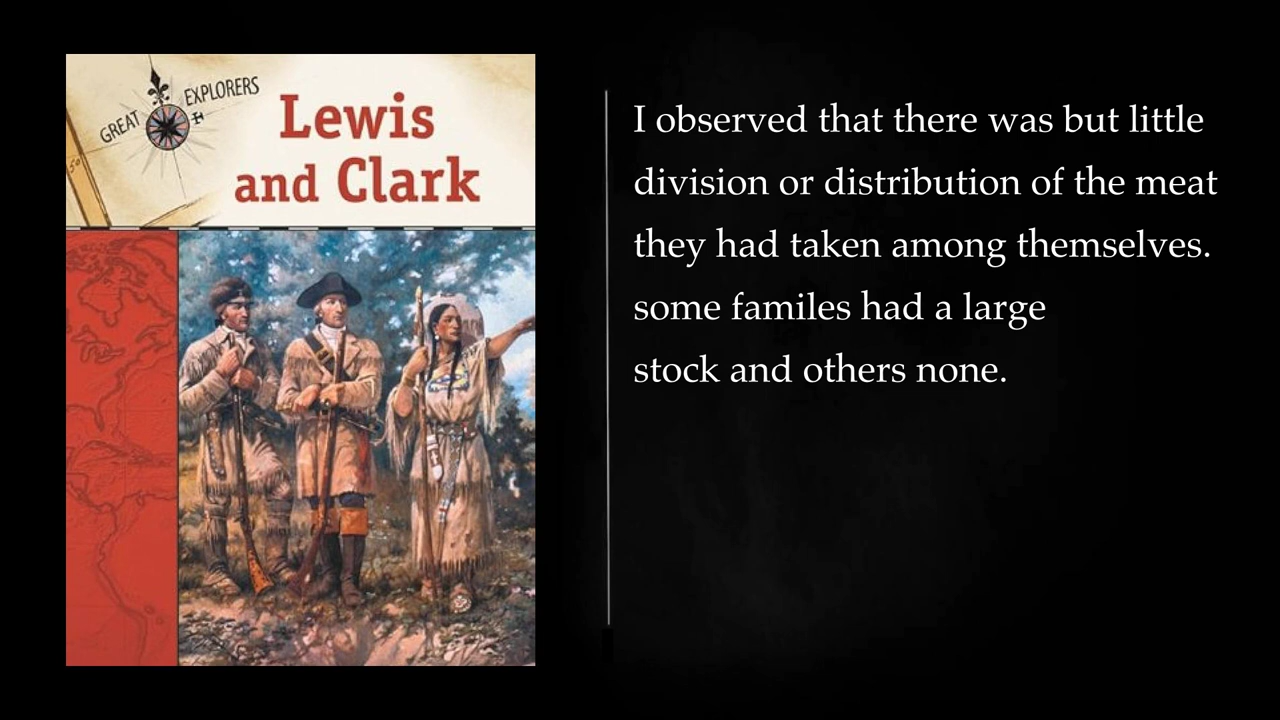 GREAT EXPLORERS
Lewis
and Clark
50
I observed that there was but little
division or distribution of the meat
they had taken among themselves.
some familes had a large
stock and others none.